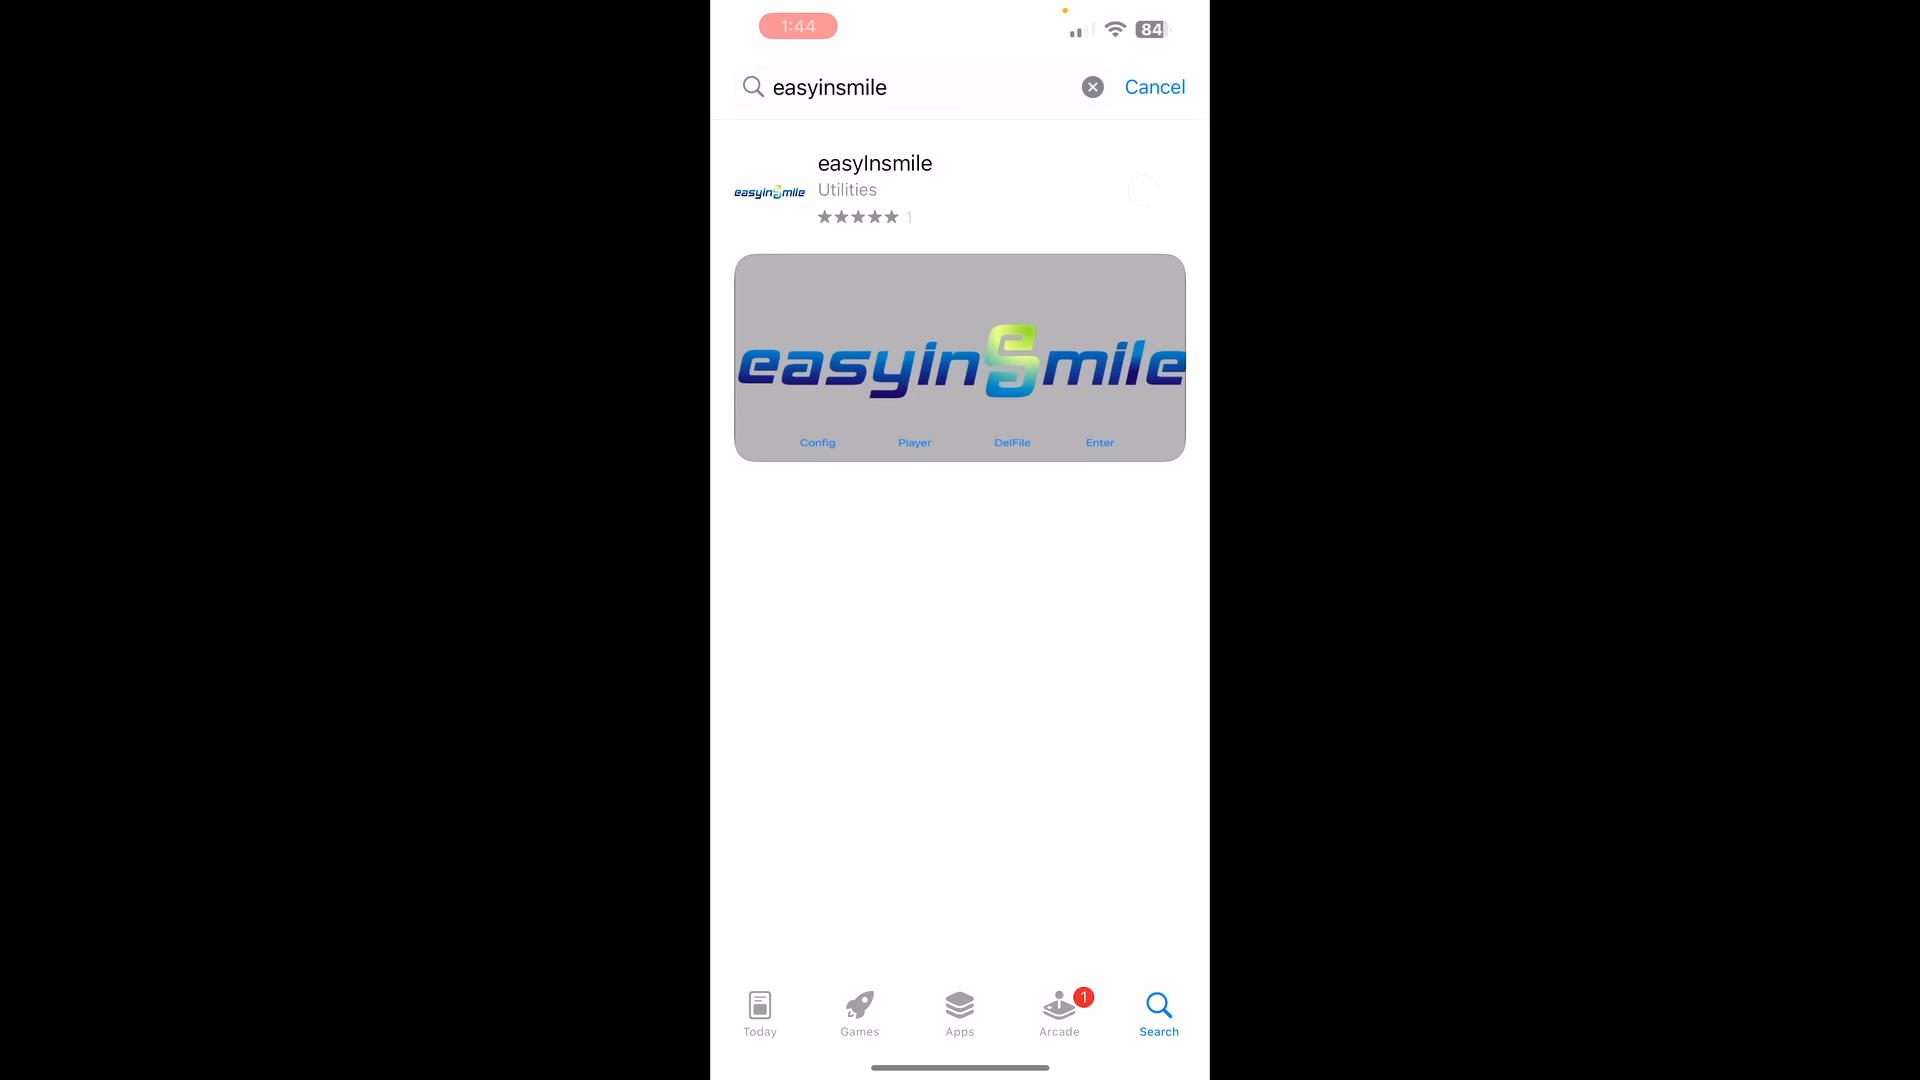 1:44
84
easyinsmile
Cancel
easyInsmile
easyinSmile
Utilities
★★★★★ 1
easyinSmile
Config Player DelFile Enter
1
Today Games Apps Arcade Search